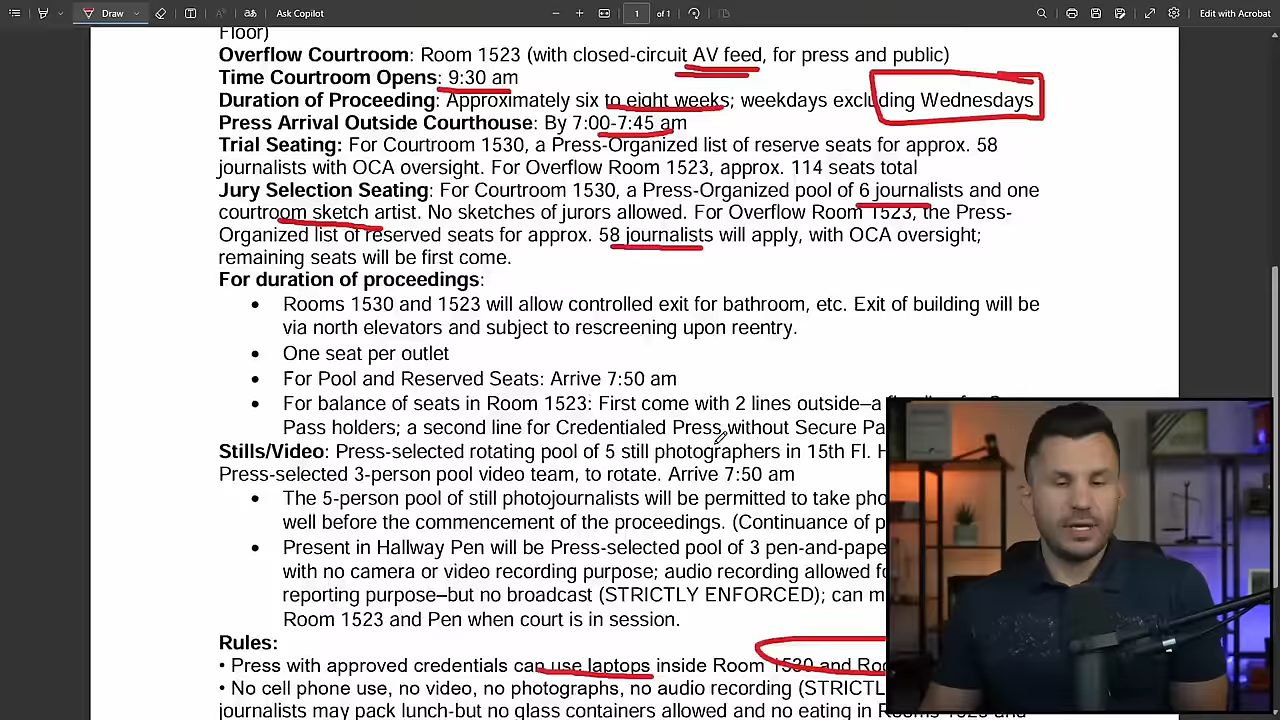 Draw
Ask Copilot
1 of 1
Edit with Acrobat
Floor)
Overflow Courtroom: Room 1523 (with closed-circuit AV feed, for press and public)
Time Courtroom Opens: 9:30 am
Duration of Proceeding: Approximately six to eight weeks; weekdays excluding Wednesdays
Press Arrival Outside Courthouse: By 7:00-7:45 am
Trial Seating: For Courtroom 1530, a Press-Organized list of reserve seats for approx. 58
journalists with OCA oversight. For Overflow Room 1523, approx. 114 seats total
Jury Selection Seating: For Courtroom 1530, a Press-Organized pool of 6 journalists and one
courtroom sketch artist. No sketches of jurors allowed. For Overflow Room 1523, the Press-
Organized list of reserved seats for approx. 58 journalists will apply, with OCA oversight;
remaining seats will be first come.
For duration of proceedings:
• Rooms 1530 and 1523 will allow controlled exit for bathroom, etc. Exit of building will be
via north elevators and subject to rescreening upon reentry.
• One seat per outlet
• For Pool and Reserved Seats: Arrive 7:50 am
• For balance of seats in Room 1523: First come with 2 lines outside–a
Pass holders; a second line for Credentialed Press without Secure
Stills/Video: Press-selected rotating pool of 5 still photographers in 15th Fl.
Press-selected 3-person pool video team, to rotate. Arrive 7:50 am
• The 5-person pool of still photojournalists will be permitted to take
well before the commencement of the proceedings. (Continuance of
• Present in Hallway Pen will be Press-selected pool of 3 pen-and-pape
with no camera or video recording purpose; audio recording allowed
reporting purpose–but no broadcast (STRICTLY ENFORCED); can
Room 1523 and Pen when court is in session.
Rules:
• Press with approved credentials can use laptops inside Room 1530 and
• No cell phone use, no video, no photographs, no audio recording (STRICTL
journalists may pack lunch-but no glass containers allowed and no eating in Rooms 1523 and